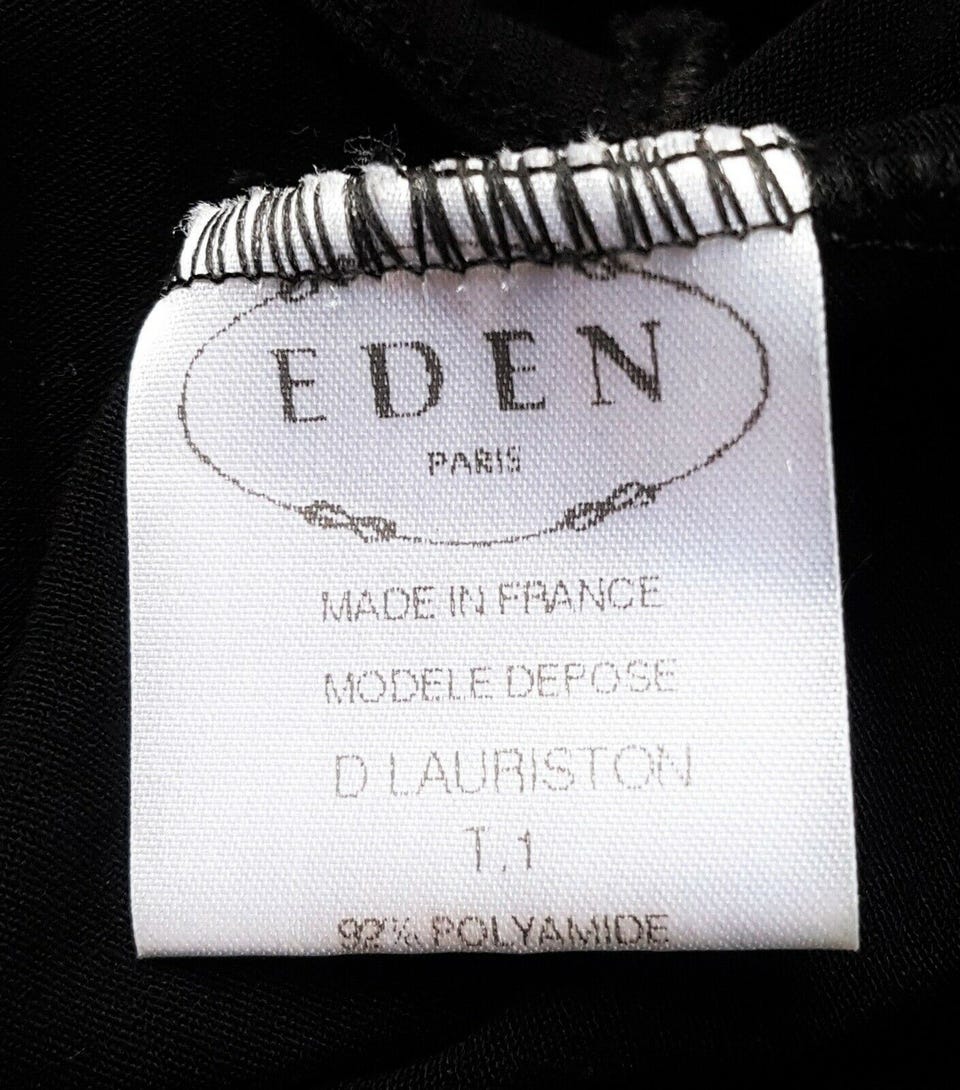 EDEN
PARIS
MADE IN FRANCE
MODELE DEPOSE
D LAURISTON
T.1
92% POLYAMIDE